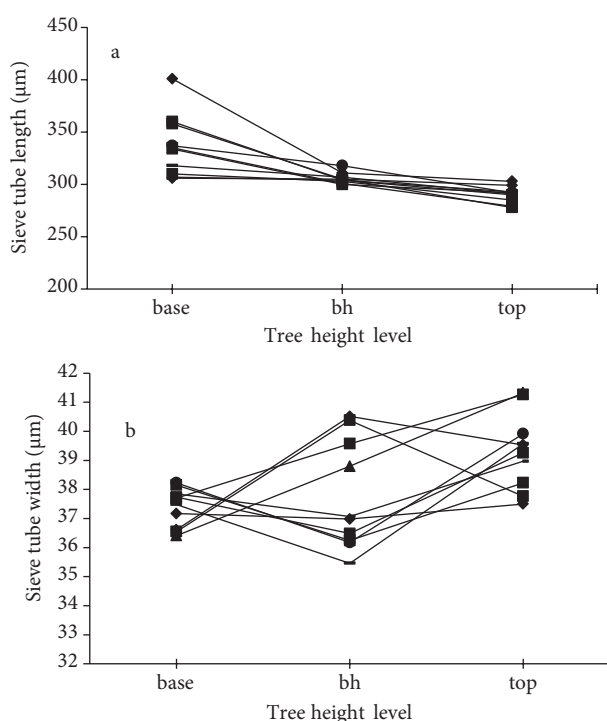 450
a
400
350
300
250
200
Sieve tube length (µm)
base bh top
Tree height level
42
41
40
b
39
38
37
36
35
34
33
32
Sieve tube width (µm)
base bh top
Tree height level